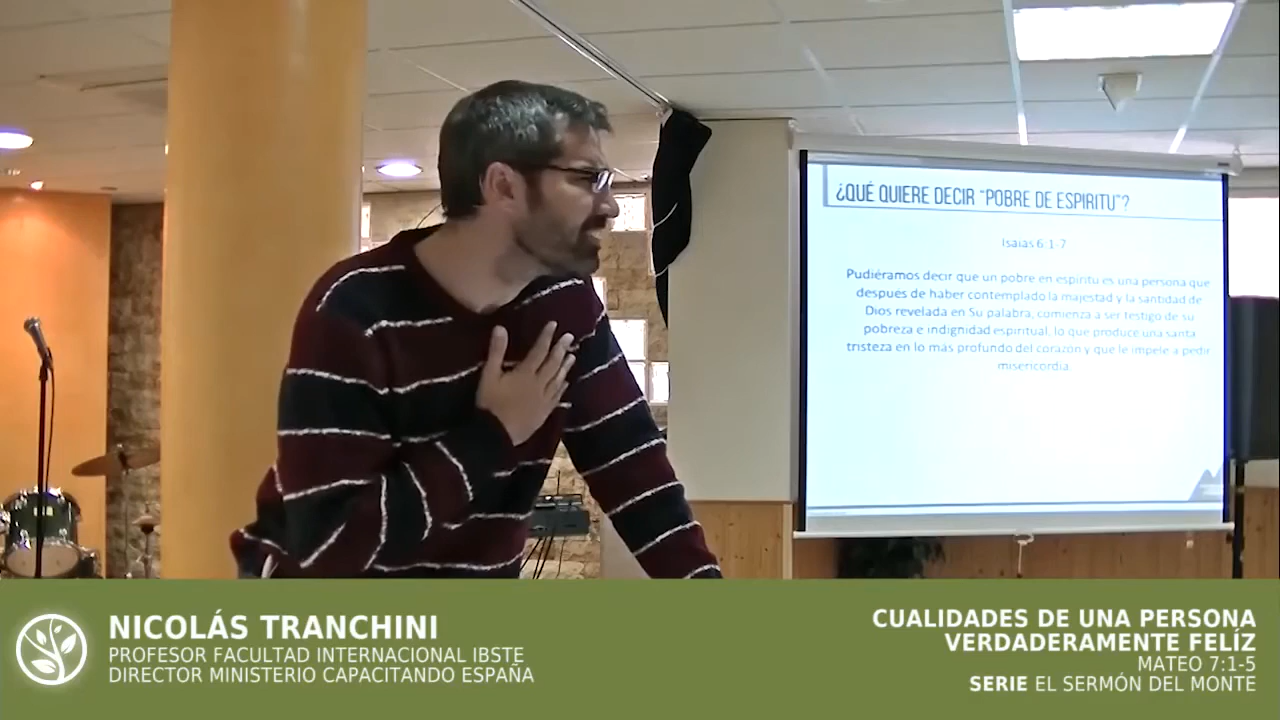 ¿QUÉ QUIERE DECIR "POBRE DE ESPIRITU"?
Isaías 6:1-7
Pudiéramos decir que un pobre en espíritu es una persona que
después de haber contemplado la majestad y la santidad de
Dios revelada en Su palabra, comienza a ser testigo de su
pobreza e indignidad espiritual, lo que produce una santa
tristeza en lo más profundo del corazón y que le impele a pedir
misericordia.
NICOLÁS TRANCHINI
PROFESOR FACULTAD INTERNACIONAL IBSTE
DIRECTOR MINISTERIO CAPACITANDO ESPAÑA
CUALIDADES DE UNA PERSONA
VERDADERAMENTE FELÍZ
MATEO 7:1-5
SERIE EL SERMÓN DEL MONTE